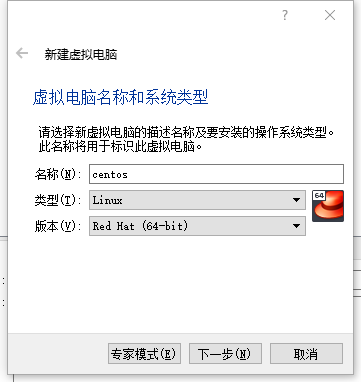 ?
新建虚拟电脑
虚拟电脑名称和系统类型
请选择新虚拟电脑的描述名称及要安装的操作系统类型。
此名称将用于标识此虚拟电脑。
名称(N): centos
类型(T): Linux
64
版本(V): Red Hat (64-bit)
专家模式(E) 下一步(N) 取消